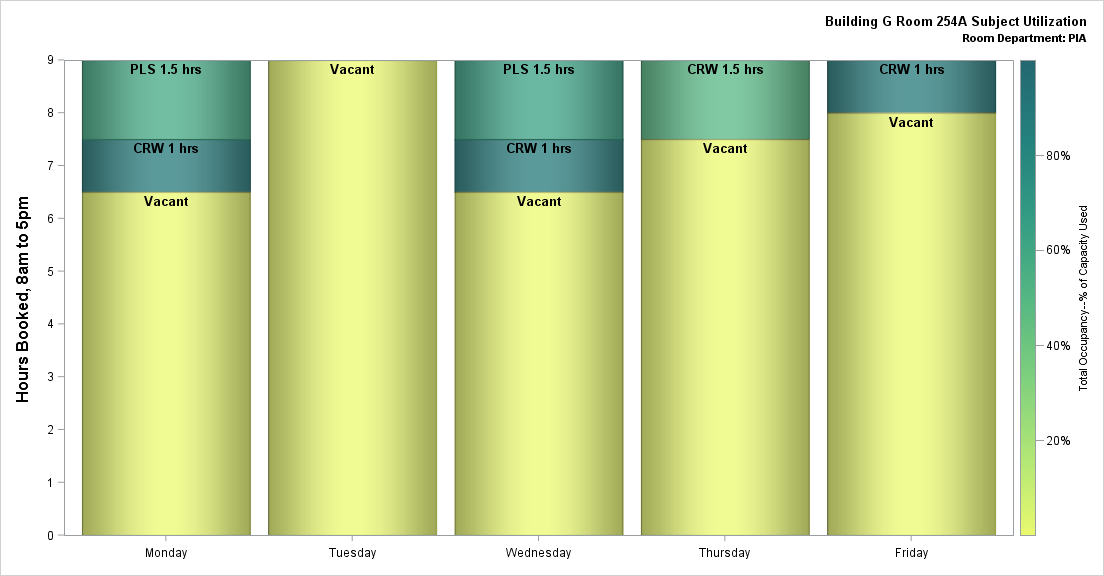 Building G Room 254A Subject Utilization
Room Department: PIA
Hours Booked, 8am to 5pm
9
8
7
6
5
4
3
2
1
0
PLS 1.5 hrs
CRW 1 hrs
Vacant
Vacant
PLS 1.5 hrs
CRW 1 hrs
Vacant
CRW 1.5 hrs
Vacant
CRW 1 hrs
Vacant
Monday
Tuesday
Wednesday
Thursday
Friday
80%
60%
40%
20%
Total Occupancy--% of Capacity Used